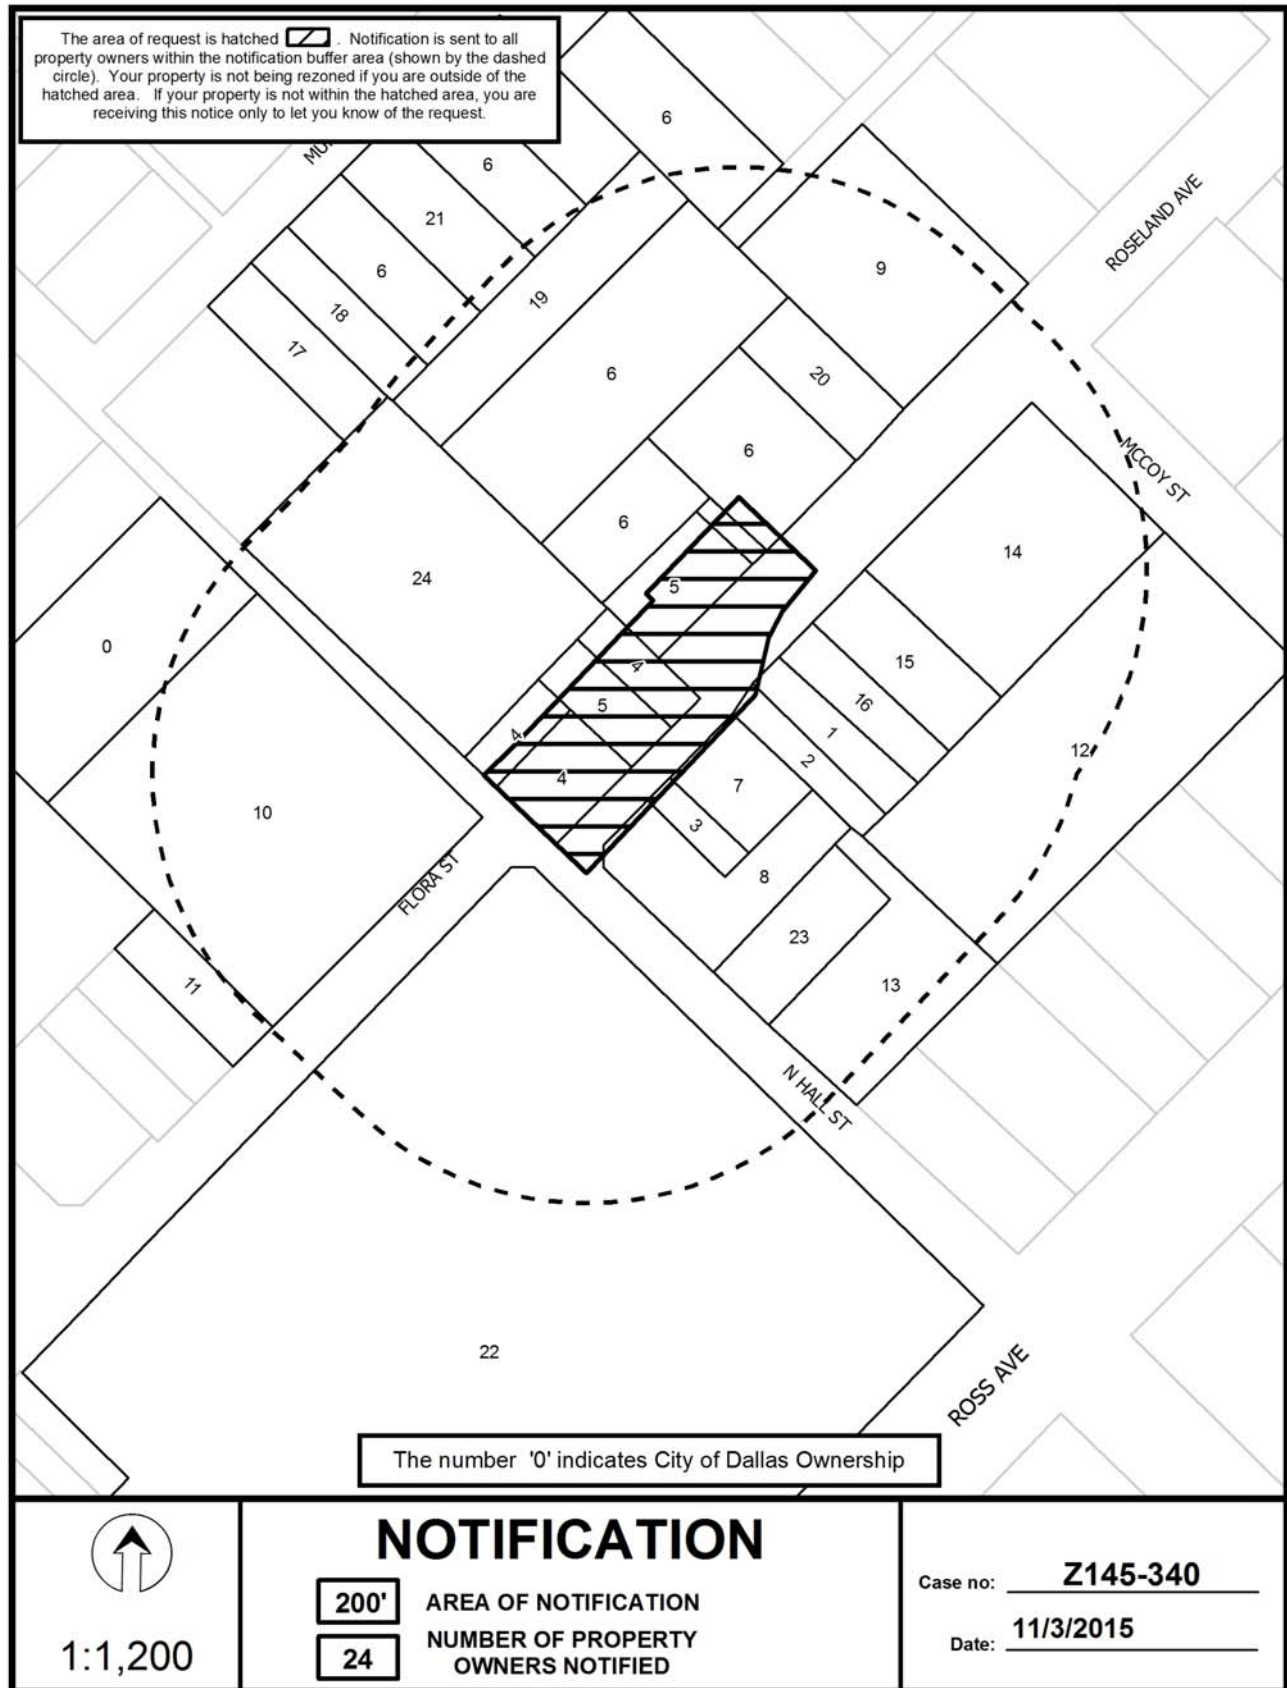 The area of request is hatched . Notification is sent to all
property owners within the notification buffer area (shown by the dashed
circle). Your property is not being rezoned if you are outside of the
hatched area. If your property is not within the hatched area, you are
receiving this notice only to let you know of the request.
6
6
21
6
18
17
19
9
ROSELAND AVE
6
20
6
MCCOY ST
6
14
24
5
0
15
4
16
5
1
12
4
2
4
7
10
3
8
FLORA ST
23
11
13
N HALL ST
22
ROSS AVE
The number '0' indicates City of Dallas Ownership
1:1,200
NOTIFICATION
200' AREA OF NOTIFICATION
24 NUMBER OF PROPERTY
OWNERS NOTIFIED
Case no: Z145-340
Date: 11/3/2015